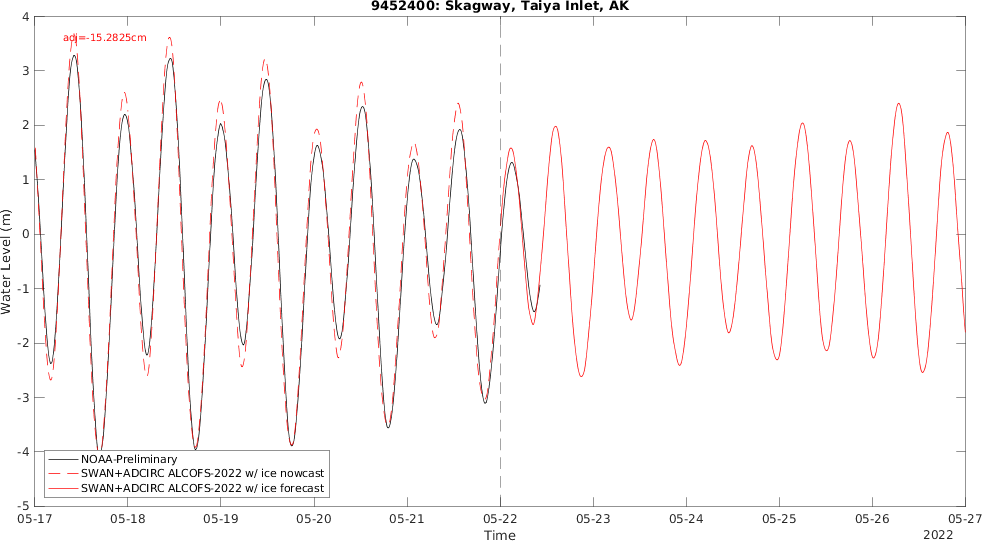 9452400: Skagway, Taiya Inlet, AK
adj=-15.2825cm
Water Level (m)
4
3
2
1
0
-1
-2
-3
-4
-5
NOAA-Preliminary
SWAN+ADCIRC ALCOFS-2022 w/ ice nowcast
SWAN+ADCIRC ALCOFS-2022 w/ ice forecast
05-17 05-18 05-19 05-20 05-21 05-22 05-23 05-24 05-25 05-26 05-27
Time
2022